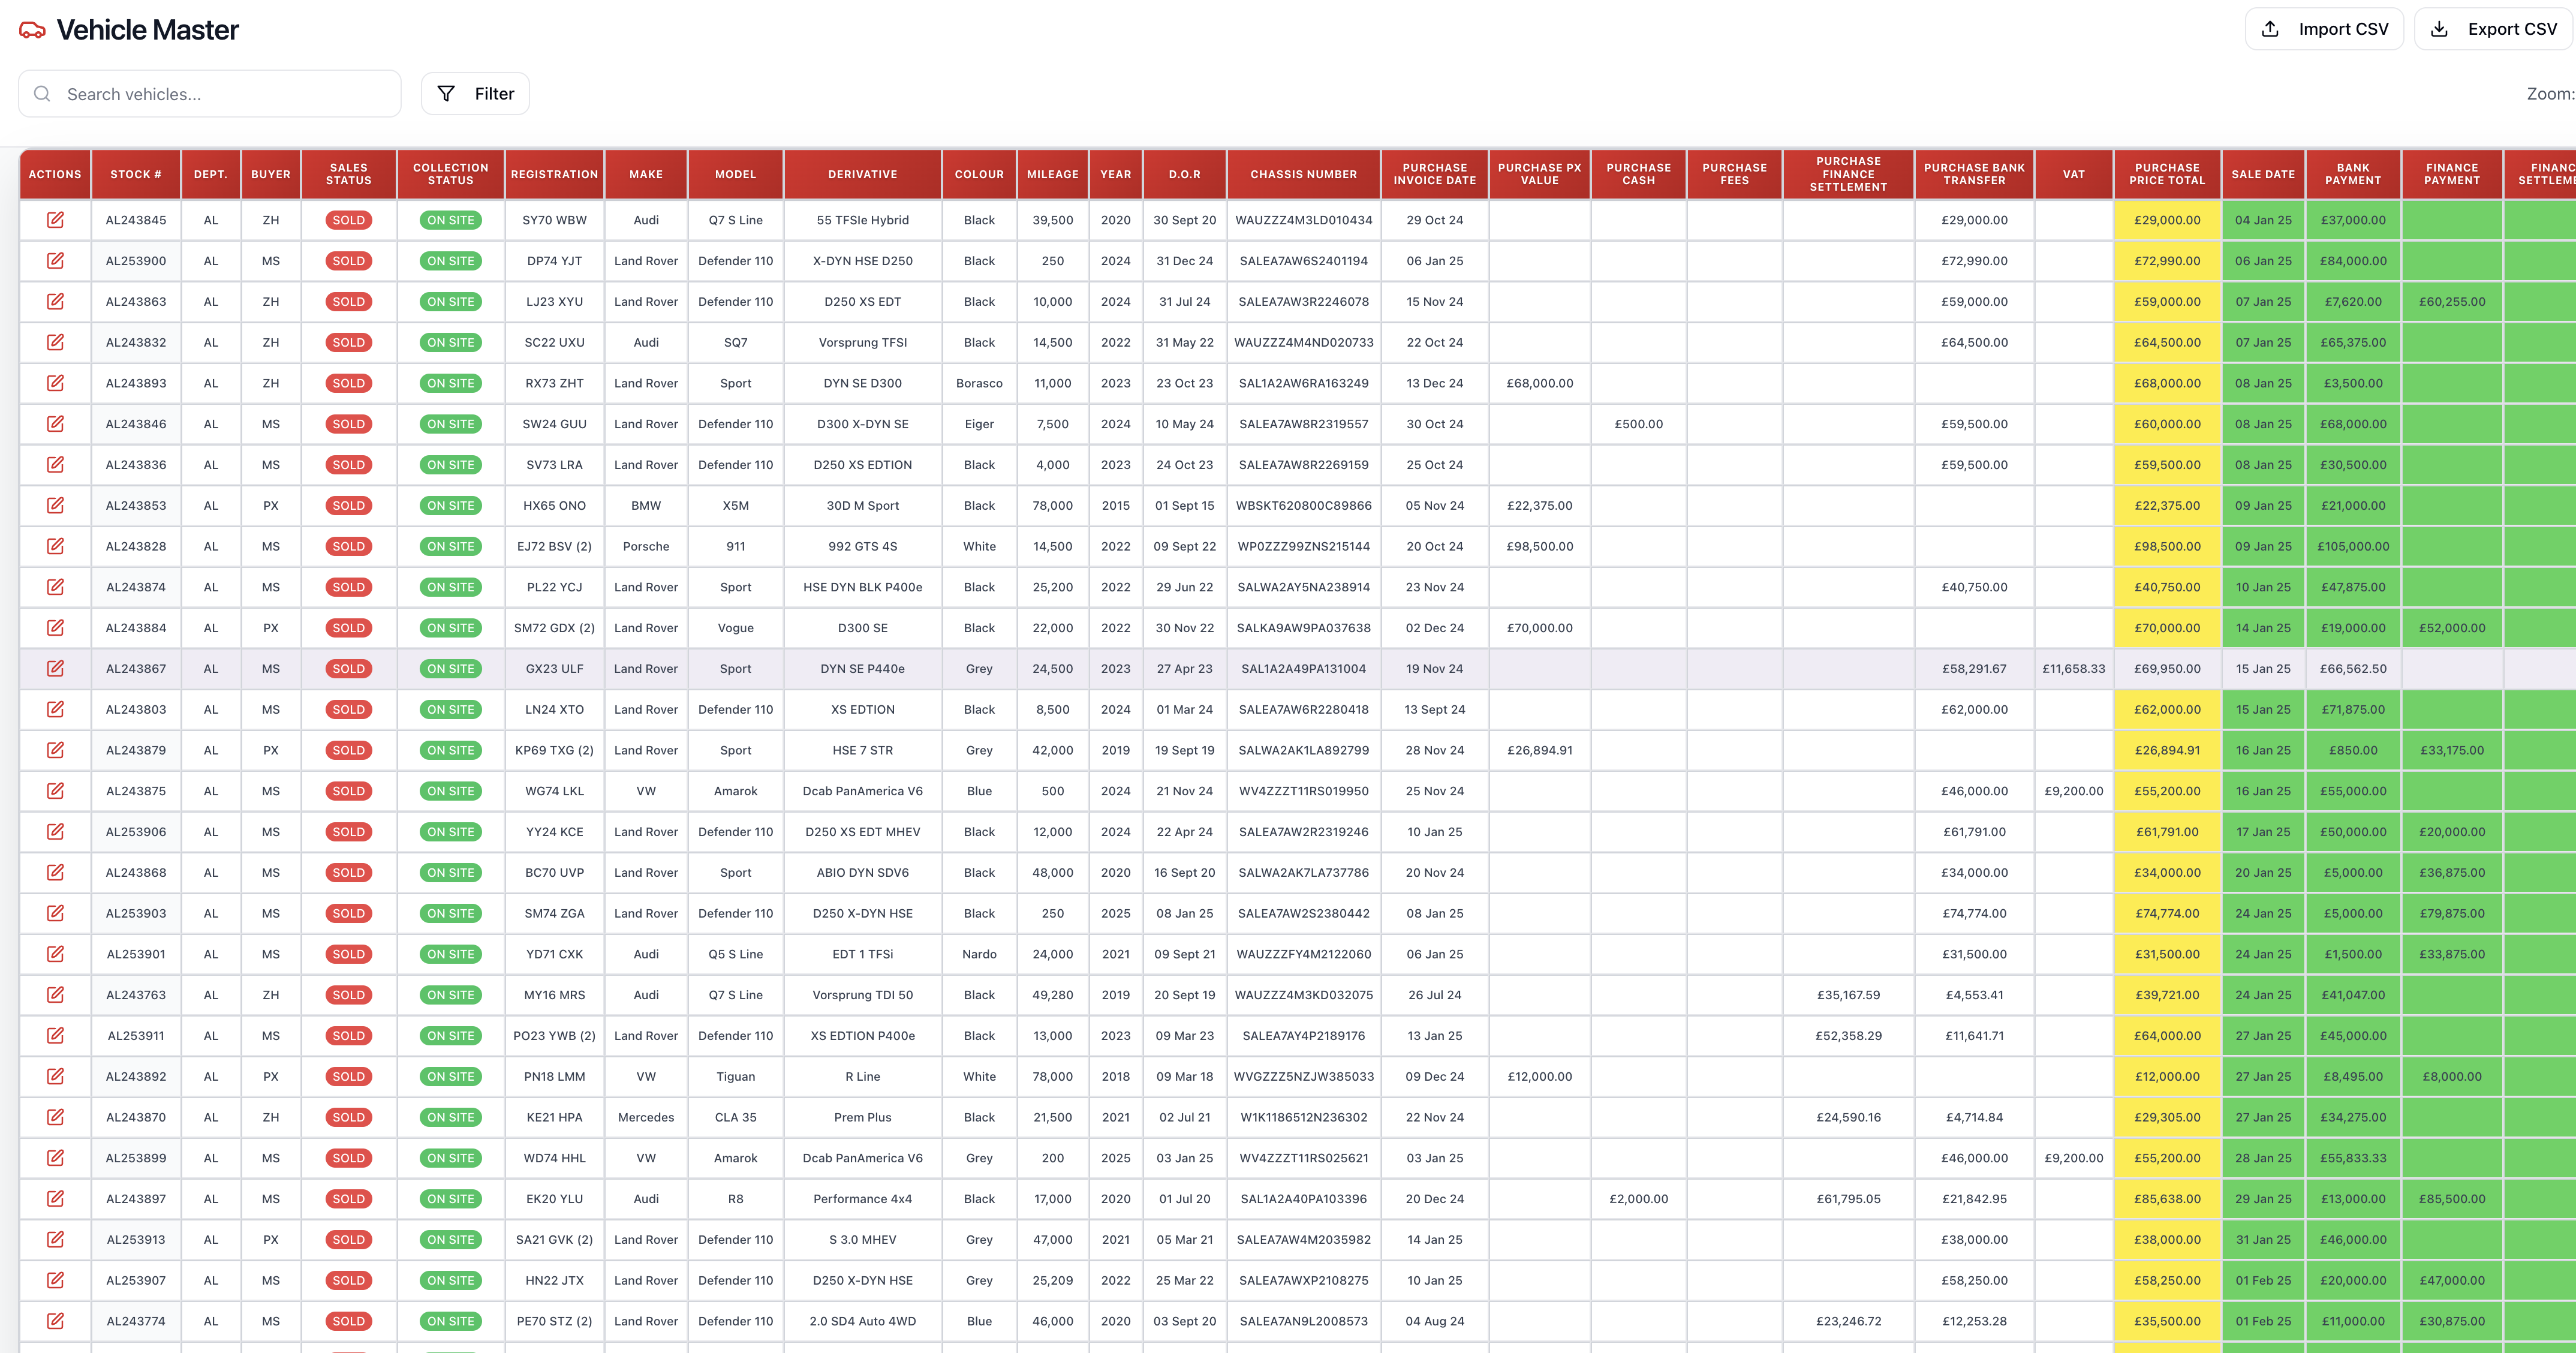 Vehicle Master
Import CSV
Export CSV
Search vehicles...
Filter
Zoom:
ACTIONS STOCK # DEPT. BUYER SALES STATUS COLLECTION STATUS REGISTRATION MAKE MODEL DERIVATIVE COLOUR MILEAGE YEAR D.O.R CHASSIS NUMBER PURCHASE INVOICE DATE PURCHASE PX VALUE PURCHASE CASH PURCHASE FEES PURCHASE FINANCE SETTLEMENT PURCHASE BANK TRANSFER VAT PURCHASE PRICE TOTAL SALE DATE BANK PAYMENT FINANCE PAYMENT FINANC SETTLEME
AL243845 AL ZH SOLD ON SITE SY70 WBW Audi Q7 S Line 55 TFSIe Hybrid Black 39,500 2020 30 Sept 20 WAUZZZ4M3LD010434 29 Oct 24 £29,000.00 £29,000.00 04 Jan 25 £37,000.00
AL253900 AL MS SOLD ON SITE DP74 YJT Land Rover Defender 110 X-DYN HSE D250 Black 250 2024 31 Dec 24 SALEA7AW6S2401194 06 Jan 25 £72,990.00 £72,990.00 06 Jan 25 £84,000.00
AL243863 AL ZH SOLD ON SITE LJ23 XYU Land Rover Defender 110 D250 XS EDT Black 10,000 2024 31 Jul 24 SALEA7AW3R2246078 15 Nov 24 £59,000.00 £59,000.00 07 Jan 25 £7,620.00 £60,255.00
AL243832 AL ZH SOLD ON SITE SC22 UXU Audi SQ7 Vorsprung TFSI Black 14,500 2022 31 May 22 WAUZZZ4M4ND020733 22 Oct 24 £64,500.00 £64,500.00 07 Jan 25 £65,375.00
AL243893 AL ZH SOLD ON SITE RX73 ZHT Land Rover Sport DYN SE D300 Borasco 11,000 2023 23 Oct 23 SAL1A2AW6RA163249 13 Dec 24 £68,000.00 £68,000.00 08 Jan 25 £3,500.00
AL243846 AL MS SOLD ON SITE SW24 GUU Land Rover Defender 110 D300 X-DYN SE Eiger 7,500 2024 10 May 24 SALEA7AW8R2319557 30 Oct 24 £500.00 £59,500.00 £60,000.00 08 Jan 25 £68,000.00
AL243836 AL MS SOLD ON SITE SV73 LRA Land Rover Defender 110 D250 XS EDTION Black 4,000 2023 24 Oct 23 SALEA7AW8R2269159 25 Oct 24 £59,500.00 £59,500.00 08 Jan 25 £30,500.00
AL243853 AL PX SOLD ON SITE HX65 ONO BMW X5M 30D M Sport Black 78,000 2015 01 Sept 15 WBSKT620800C89866 05 Nov 24 £22,375.00 £22,375.00 09 Jan 25 £21,000.00
AL243828 AL MS SOLD ON SITE EJ72 BSV (2) Porsche 911 992 GTS 4S White 14,500 2022 09 Sept 22 WP0ZZZ99ZNS215144 20 Oct 24 £98,500.00 £98,500.00 09 Jan 25 £105,000.00
AL243874 AL MS SOLD ON SITE PL22 YCJ Land Rover Sport HSE DYN BLK P400e Black 25,200 2022 29 Jun 22 SALWA2AY5NA238914 23 Nov 24 £40,750.00 £40,750.00 10 Jan 25 £47,875.00
AL243884 AL PX SOLD ON SITE SM72 GDX (2) Land Rover Vogue D300 SE Black 22,000 2022 30 Nov 22 SALKA9AW9PA037638 02 Dec 24 £70,000.00 £70,000.00 14 Jan 25 £19,000.00 £52,000.00
AL243867 AL MS SOLD ON SITE GX23 ULF Land Rover Sport DYN SE P440e Grey 24,500 2023 27 Apr 23 SAL1A2A49PA131004 19 Nov 24 £58,291.67 £11,658.33 £69,950.00 15 Jan 25 £66,562.50
AL243803 AL MS SOLD ON SITE LN24 XTO Land Rover Defender 110 XS EDTION Black 8,500 2024 01 Mar 24 SALEA7AW6R2280418 13 Sept 24 £62,000.00 £62,000.00 15 Jan 25 £71,875.00
AL243879 AL PX SOLD ON SITE KP69 TXG (2) Land Rover Sport HSE 7 STR Grey 42,000 2019 19 Sept 19 SALWA2AK1LA892799 28 Nov 24 £26,894.91 £26,894.91 16 Jan 25 £850.00 £33,175.00
AL243875 AL MS SOLD ON SITE WG74 LKL VW Amarok Dcab PanAmerica V6 Blue 500 2024 21 Nov 24 WV4ZZZT11RS019950 25 Nov 24 £46,000.00 £9,200.00 £55,200.00 16 Jan 25 £55,000.00
AL253906 AL MS SOLD ON SITE YY24 KCE Land Rover Defender 110 D250 XS EDT MHEV Black 12,000 2024 22 Apr 24 SALEA7AW2R2319246 10 Jan 25 £61,791.00 £61,791.00 17 Jan 25 £50,000.00 £20,000.00
AL243868 AL MS SOLD ON SITE BC70 UVP Land Rover Sport ABIO DYN SDV6 Black 48,000 2020 16 Sept 20 SALWA2AK7LA737786 20 Nov 24 £34,000.00 £34,000.00 20 Jan 25 £5,000.00 £36,875.00
AL253903 AL MS SOLD ON SITE SM74 ZGA Land Rover Defender 110 D250 X-DYN HSE Black 250 2025 08 Jan 25 SALEA7AW2S2380442 08 Jan 25 £74,774.00 £74,774.00 24 Jan 25 £5,000.00 £79,875.00
AL253901 AL MS SOLD ON SITE YD71 CXK Audi Q5 S Line EDT 1 TFSi Nardo 24,000 2021 09 Sept 21 WAUZZZFY4M2122060 06 Jan 25 £31,500.00 £31,500.00 24 Jan 25 £1,500.00 £33,875.00
AL243763 AL ZH SOLD ON SITE MY16 MRS Audi Q7 S Line Vorsprung TDI 50 Black 49,280 2019 20 Sept 19 WAUZZZ4M3KD032075 26 Jul 24 £35,167.59 £4,553.41 £39,721.00 24 Jan 25 £41,047.00
AL253911 AL MS SOLD ON SITE PO23 YWB (2) Land Rover Defender 110 XS EDTION P400e Black 13,000 2023 09 Mar 23 SALEA7AY4P2189176 13 Jan 25 £52,358.29 £11,641.71 £64,000.00 27 Jan 25 £45,000.00
AL243892 AL PX SOLD ON SITE PN18 LMM VW Tiguan R Line White 78,000 2018 09 Mar 18 WVGZZZ5NZJW385033 09 Dec 24 £12,000.00 £12,000.00 27 Jan 25 £8,495.00 £8,000.00
AL243870 AL ZH SOLD ON SITE KE21 HPA Mercedes CLA 35 Prem Plus Black 21,500 2021 02 Jul 21 W1K1186512N236302 22 Nov 24 £24,590.16 £4,714.84 £29,305.00 27 Jan 25 £34,275.00
AL253899 AL MS SOLD ON SITE WD74 HHL VW Amarok Dcab PanAmerica V6 Grey 200 2025 03 Jan 25 WV4ZZZT11RS025621 03 Jan 25 £46,000.00 £9,200.00 £55,200.00 28 Jan 25 £55,833.33
AL243897 AL MS SOLD ON SITE EK20 YLU Audi R8 Performance 4x4 Black 17,000 2020 01 Jul 20 SAL1A2A40PA103396 20 Dec 24 £2,000.00 £61,795.05 £21,842.95 £85,638.00 29 Jan 25 £13,000.00 £85,500.00
AL253913 AL PX SOLD ON SITE SA21 GVK (2) Land Rover Defender 110 S 3.0 MHEV Grey 47,000 2021 05 Mar 21 SALEA7AW4M2035982 14 Jan 25 £38,000.00 £38,000.00 31 Jan 25 £46,000.00
AL253907 AL MS SOLD ON SITE HN22 JTX Land Rover Defender 110 D250 X-DYN HSE Grey 25,209 2022 25 Mar 22 SALEA7AWXP2108275 10 Jan 25 £58,250.00 £58,250.00 01 Feb 25 £20,000.00 £47,000.00
AL243774 AL MS SOLD ON SITE PE70 STZ (2) Land Rover Defender 110 2.0 SD4 Auto 4WD Blue 46,000 2020 03 Sept 20 SALEA7AN9L2008573 04 Aug 24 £23,246.72 £12,253.28 £35,500.00 01 Feb 25 £11,000.00 £30,875.00